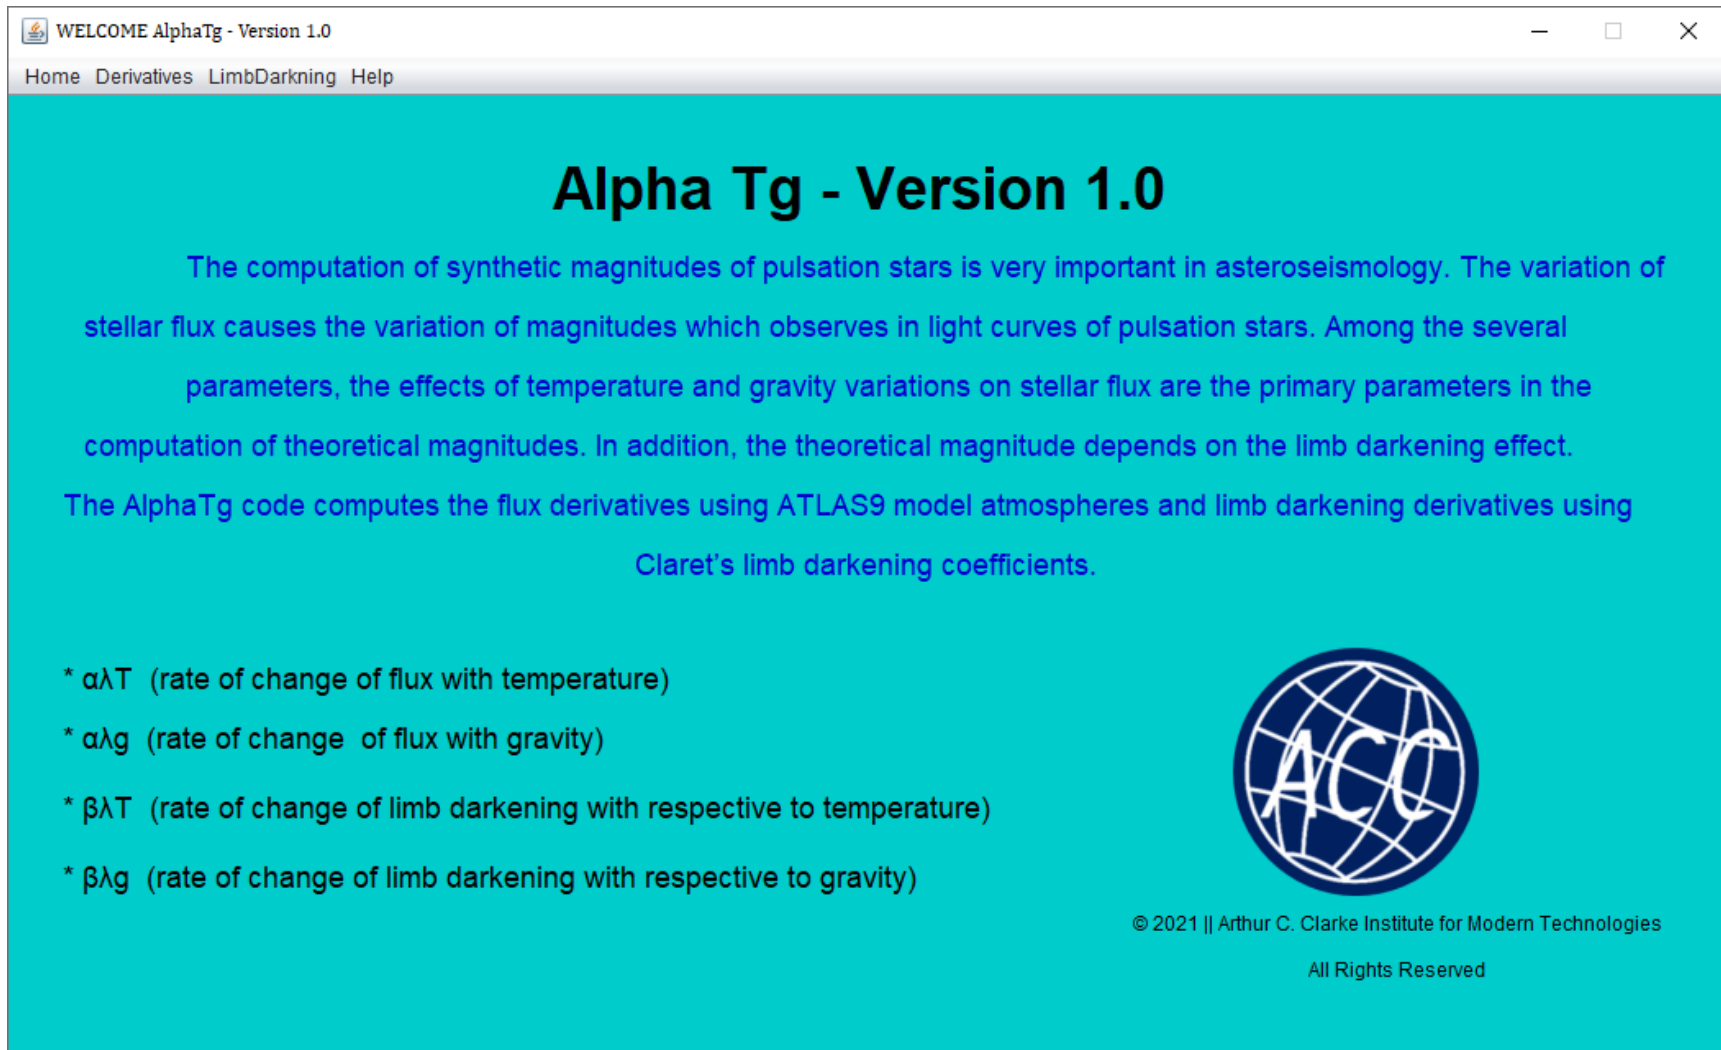 WELCOME AlphaTg - Version 1.0
Home Derivatives LimbDarkning Help
Alpha Tg - Version 1.0
The computation of synthetic magnitudes of pulsation stars is very important in asteroseismology. The variation of
stellar flux causes the variation of magnitudes which observes in light curves of pulsation stars. Among the several
parameters, the effects of temperature and gravity variations on stellar flux are the primary parameters in the
computation of theoretical magnitudes. In addition, the theoretical magnitude depends on the limb darkening effect.
The AlphaTg code computes the flux derivatives using ATLAS9 model atmospheres and limb darkening derivatives using
Claret’s limb darkening coefficients.
* αλT (rate of change of flux with temperature)
* αλg (rate of change of flux with gravity)
* βλT (rate of change of limb darkening with respective to temperature)
* βλg (rate of change of limb darkening with respective to gravity)
ACC
© 2021 || Arthur C. Clarke Institute for Modern Technologies
All Rights Reserved